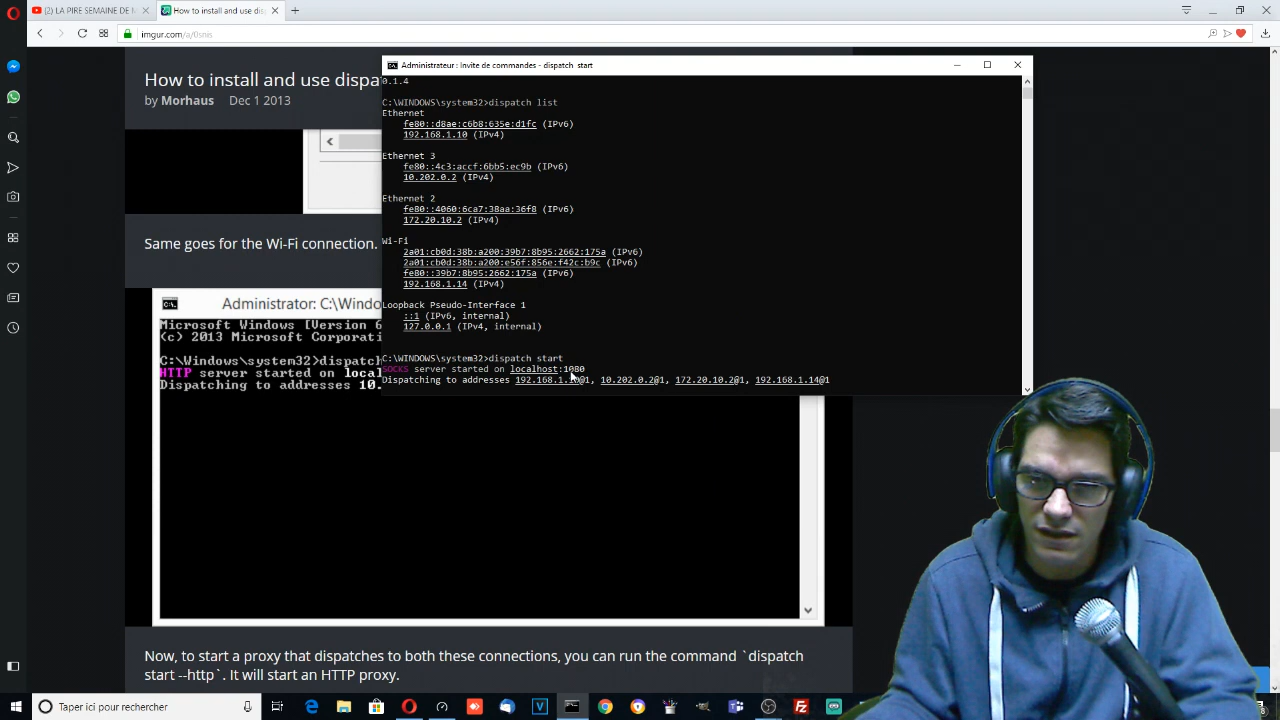 (2) LA PIRE SEMAINE DE M
How to install and use disp
imgur.com/a/0snis
How to install and use dispa
by Morhaus Dec 1 2013
Same goes for the Wi-Fi connection.
Administrator: C:\Windo
Microsoft Windows [Version 6
(c) 2013 Microsoft Corporati
C:\Windows\system32>dispatch
HTTP server started on local
Dispatching to addresses 10.
Now, to start a proxy that dispatches to both these connections, you can run the command `dispatch
start --http`. It will start an HTTP proxy.
Administrateur : Invite de commandes - dispatch start
0.1.4
C:\WINDOWS\system32>dispatch list
Ethernet
fe80::d8ae:c6b8:635e:d1fc (IPv6)
192.168.1.10 (IPv4)
Ethernet 3
fe80::4c3:accf:6bb5:ec9b (IPv6)
10.202.0.2 (IPv4)
Ethernet 2
fe80::4060:6ca7:38aa:36f8 (IPv6)
172.20.10.2 (IPv4)
Wi-Fi
2a01:cb0d:38b:a200:39b7:8b95:2662:175a (IPv6)
2a01:cb0d:38b:a200:e56f:856e:f42c:b9c (IPv6)
fe80::39b7:8b95:2662:175a (IPv6)
192.168.1.14 (IPv4)
Loopback Pseudo-Interface 1
::1 (IPv6, internal)
127.0.0.1 (IPv4, internal)
C:\WINDOWS\system32>dispatch start
SOCKS server started on localhost:1080
Dispatching to addresses 192.168.1.10@1, 10.202.0.2@1, 172.20.10.2@1, 192.168.1.14@1
Taper ici pour rechercher